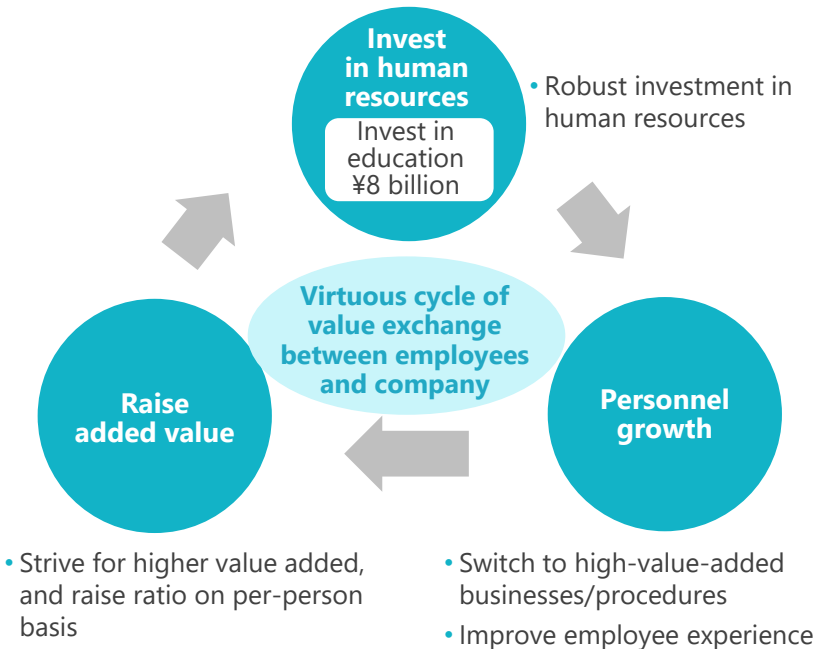 Invest
in human
resources
Invest in
education
¥8 billion
• Robust investment in
human resources
Virtuous cycle of
value exchange
between employees
and company
Raise
added value
Personnel
growth
• Strive for higher value added,
and raise ratio on per-person
basis
• Switch to high-value-added
businesses/procedures
• Improve employee experience